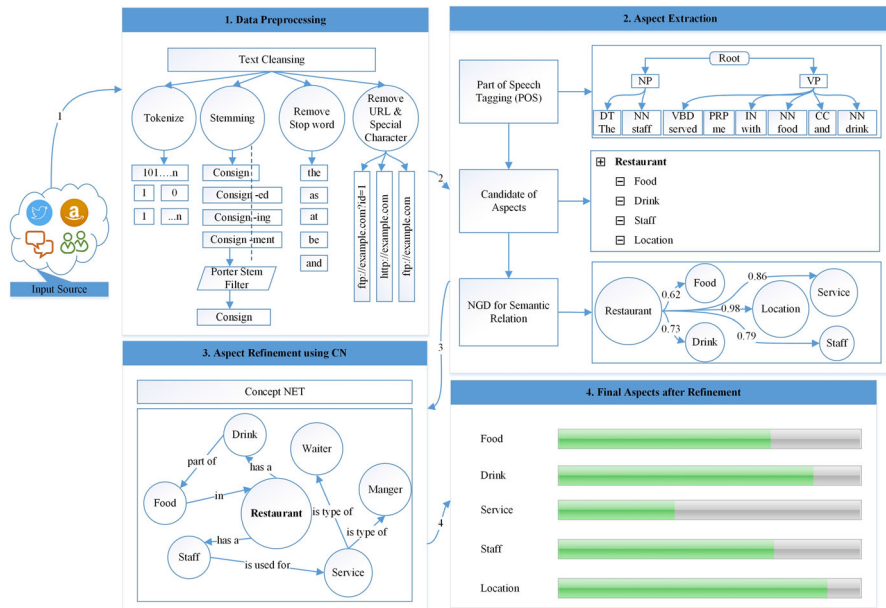 1. Data Preprocessing
Text Cleansing
Tokenize
Stemming
Remove
Stop word
Remove
URL &
Special
Character
101....n
1
0
1
...n
Consign
Consign -ed
Consign -ing
Consign -ment
Porter Stem
Filter
Consign
the
as
at
be
and
ftp://example.com?id=1
http://example.com
ftp://example.com
1
Input Source
2
2. Aspect Extraction
Part of Speech
Tagging (POS)
Root
NP
VP
DT
The
NN
staff
VBD
served
PRP
me
IN
with
NN
food
CC
and
NN
drink
Candidate of
Aspects
Restaurant
Food
Drink
Staff
Location
NGD for Semantic
Relation
Restaurant
Food
Drink
Location
Service
Staff
0.62
0.86
0.98
0.73
0.79
3
3. Aspect Refinement using CN
Concept NET
Drink
Waiter
Manger
Food
Restaurant
Staff
Service
part of
has a
in
is type of
is type of
has a
is used for
4
4. Final Aspects after Refinement
Food
Drink
Service
Staff
Location